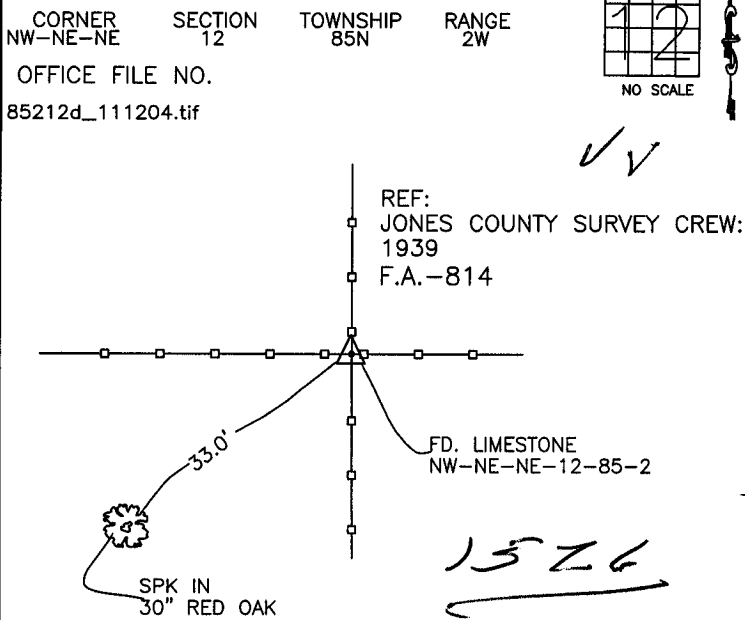 CORNER SECTION TOWNSHIP RANGE
NW-NE-NE 12 85N 2W
12
NO SCALE
OFFICE FILE NO.
85212d_111204.tif
REF:
JONES COUNTY SURVEY CREW:
1939
F.A.-814
33.0'
FD. LIMESTONE
NW-NE-NE-12-85-2
SPK IN
30" RED OAK
1526